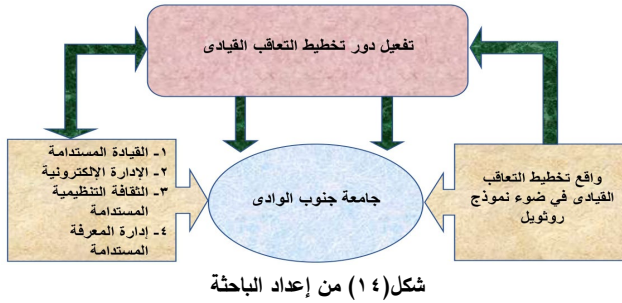 تفعيل دور تخطيط التعاقب القيادى
١- القيادة المستدامة
٢- الإدارة الإلكترونية
٣- الثقافة التنظيمية
المستدامة
٤- إدارة المعرفة
المستدامة
جامعة جنوب الوادى
واقع تخطيط التعاقب
القيادى في ضوء نموذج
روثويل
شكل(١٤) من إعداد الباحثة